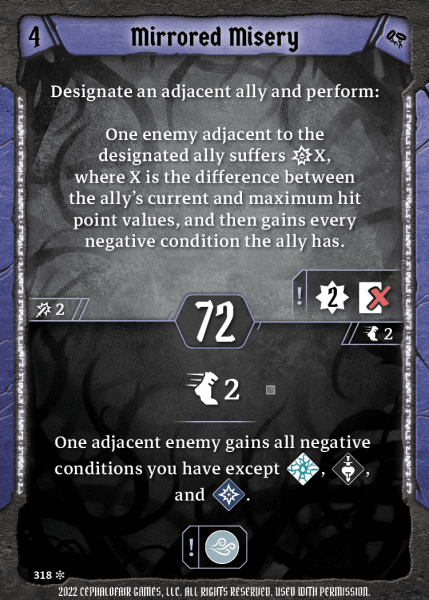 4
Mirrored Misery
Designate an adjacent ally and perform:
One enemy adjacent to the
designated ally suffers X,
where X is the difference between
the ally's current and maximum hit
point values, and then gains every
negative condition the ally has.
! 2
2
72
2
2
One adjacent enemy gains all negative
conditions you have except , ,
and .
!
318
2022 CEPHALOFAIR GAMES, LLC. ALL RIGHTS RESERVED. USED WITH PERMISSION.